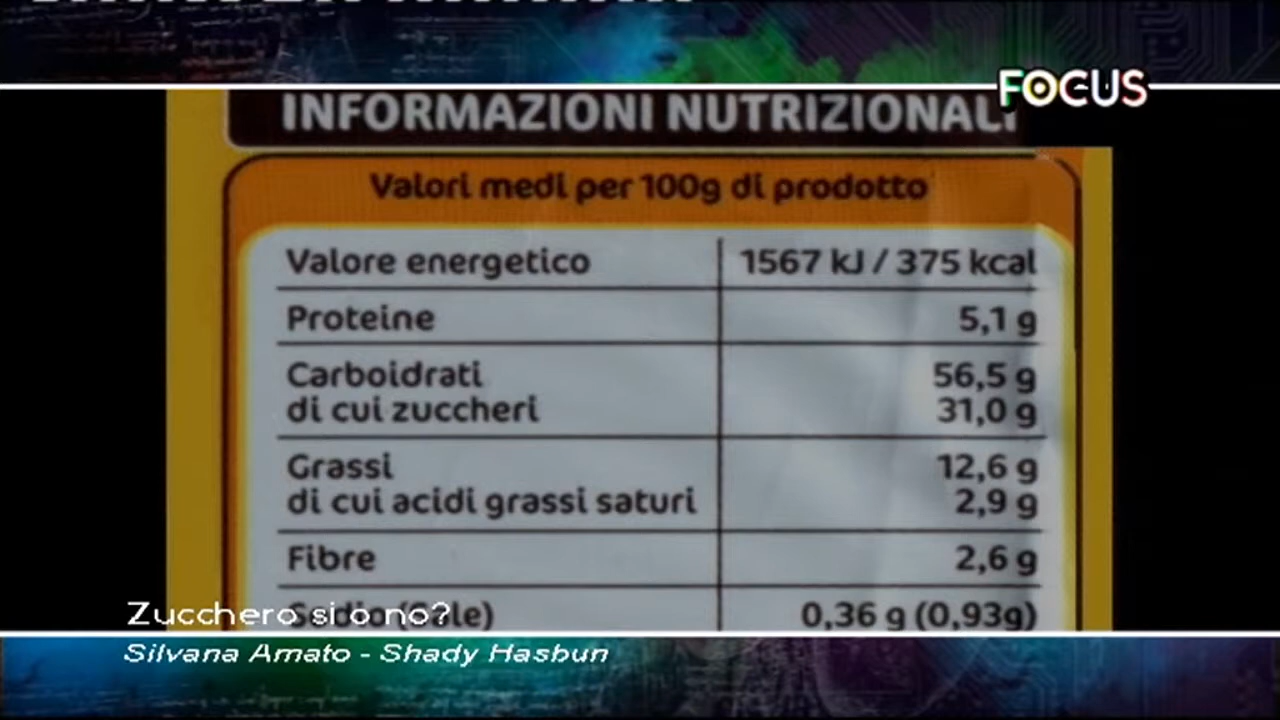 FOCUS
INFORMAZIONI NUTRIZIONALI
Valori medi per 100g di prodotto
Valore energetico 1567 kJ / 375 kcal
Proteine 5,1 g
Carboidrati 56,5 g
di cui zuccheri 31,0 g
Grassi 12,6 g
di cui acidi grassi saturi 2,9 g
Fibre 2,6 g
Sodio (Sale) 0,36 g (0,93g)
Zucchero si o no?
Silvana Amato - Shady Hasbun